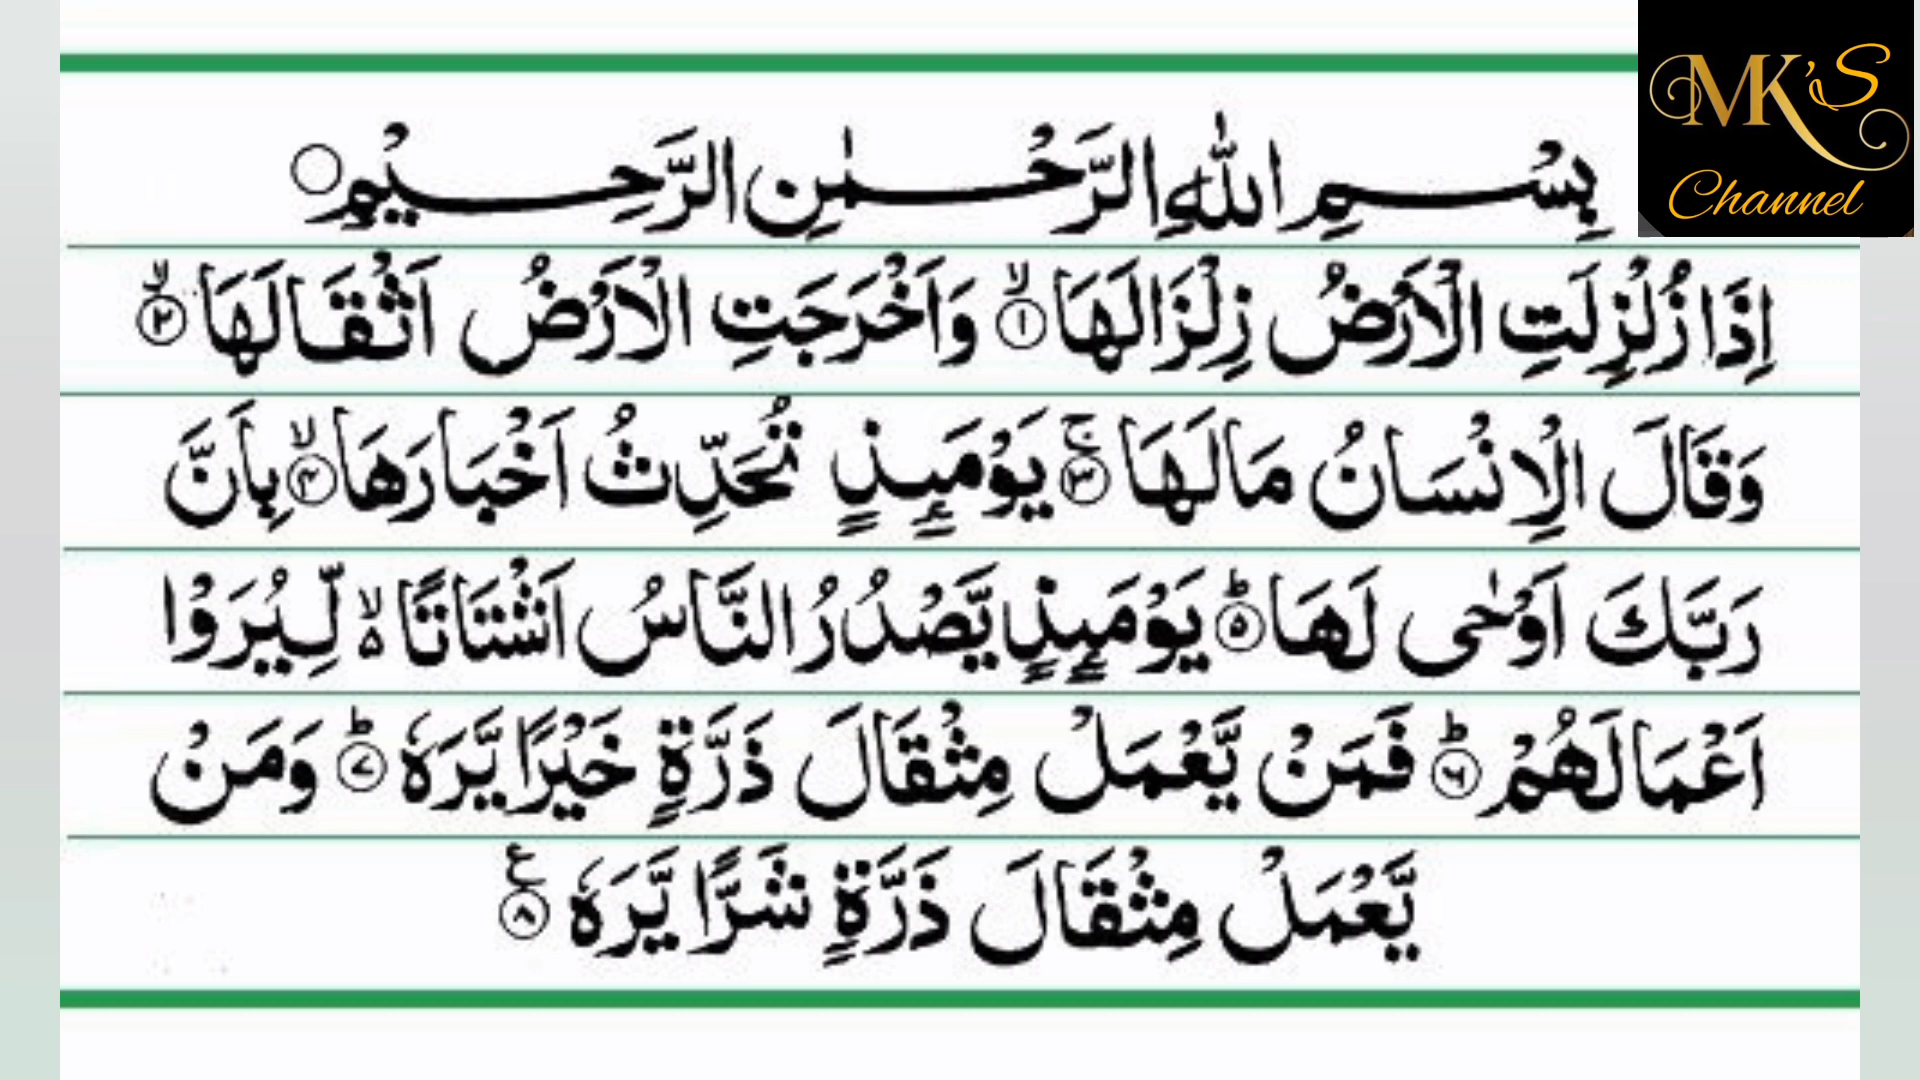 MK'S
Channel
بِسْمِ اللّٰهِ الرَّحْمٰنِ الرَّحِيْمِ ○
اِذَا زُلْزِلَتِ الْاَرْضُ زِلْزَالَهَا ۙ﴿۱﴾ وَاَخْرَجَتِ الْاَرْضُ اَثْقَالَهَا ۙ﴿۲﴾
وَقَالَ الْاِنْسَانُ مَا لَهَا ۚ﴿۳﴾ يَوْمَئِذٍ تُحَدِّثُ اَخْبَارَهَا ۙ﴿۴﴾ بِاَنَّ
رَبَّكَ اَوْحٰى لَهَا ؕ﴿۵﴾ يَوْمَئِذٍ يَّصْدُرُ النَّاسُ اَشْتَاتًا ۙ۵ لِّيُرَوْا
اَعْمَالَهُمْ ؕ﴿۶﴾ فَمَنْ يَّعْمَلْ مِثْقَالَ ذَرَّةٍ خَيْرًا يَّرَهٗ ؕ﴿۷﴾ وَمَنْ
يَّعْمَلْ مِثْقَالَ ذَرَّةٍ شَرًّا يَّرَهٗ ﴿۸﴾ ع